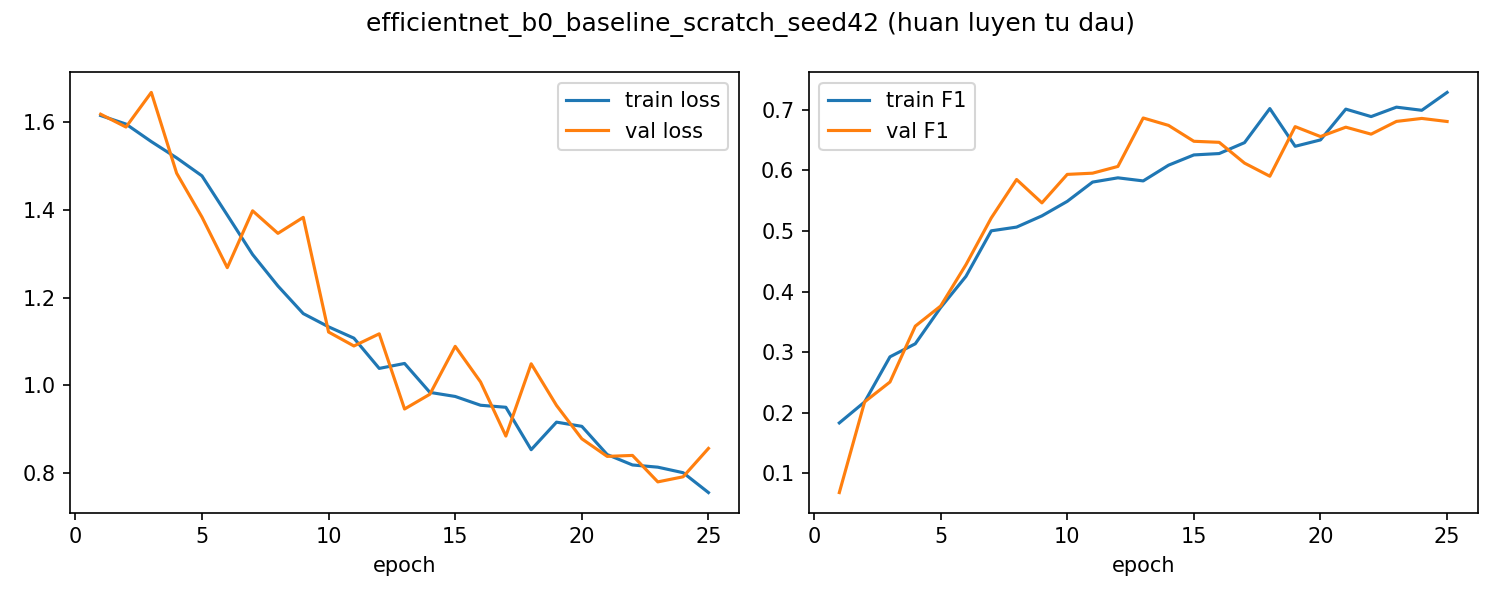 efficientnet_b0_baseline_scratch_seed42 (huan luyen tu dau)
train loss
val loss
1.6
1.4
1.2
1.0
0.8
0 5 10 15 20 25
epoch
train F1
val F1
0.7
0.6
0.5
0.4
0.3
0.2
0.1
0 5 10 15 20 25
epoch